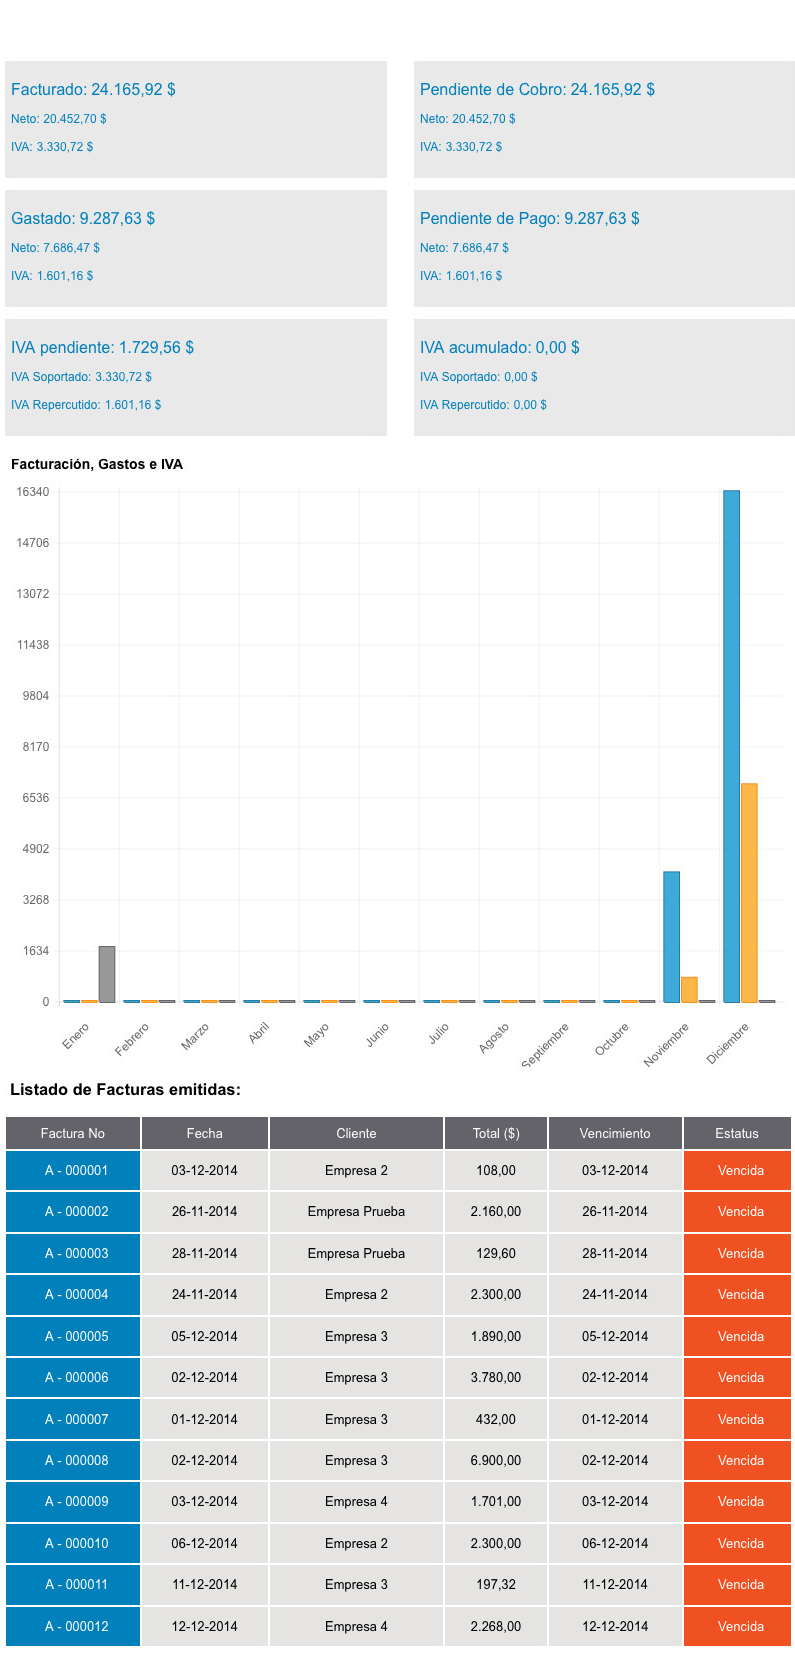 Facturado: 24.165,92 $
Neto: 20.452,70 $
IVA: 3.330,72 $
Pendiente de Cobro: 24.165,92 $
Neto: 20.452,70 $
IVA: 3.330,72 $
Gastado: 9.287,63 $
Neto: 7.686,47 $
IVA: 1.601,16 $
Pendiente de Pago: 9.287,63 $
Neto: 7.686,47 $
IVA: 1.601,16 $
IVA pendiente: 1.729,56 $
IVA Soportado: 3.330,72 $
IVA Repercutido: 1.601,16 $
IVA acumulado: 0,00 $
IVA Soportado: 0,00 $
IVA Repercutido: 0,00 $
Facturación, Gastos e IVA
16340
14706
13072
11438
9804
8170
6536
4902
3268
1634
0
Enero Febrero Marzo Abril Mayo Junio Julio Agosto Septiembre Octubre Noviembre Diciembre
Listado de Facturas emitidas:
Factura No Fecha Cliente Total ($) Vencimiento Estatus
A - 000001 03-12-2014 Empresa 2 108,00 03-12-2014 Vencida
A - 000002 26-11-2014 Empresa Prueba 2.160,00 26-11-2014 Vencida
A - 000003 28-11-2014 Empresa Prueba 129,60 28-11-2014 Vencida
A - 000004 24-11-2014 Empresa 2 2.300,00 24-11-2014 Vencida
A - 000005 05-12-2014 Empresa 3 1.890,00 05-12-2014 Vencida
A - 000006 02-12-2014 Empresa 3 3.780,00 02-12-2014 Vencida
A - 000007 01-12-2014 Empresa 3 432,00 01-12-2014 Vencida
A - 000008 02-12-2014 Empresa 3 6.900,00 02-12-2014 Vencida
A - 000009 03-12-2014 Empresa 4 1.701,00 03-12-2014 Vencida
A - 000010 06-12-2014 Empresa 2 2.300,00 06-12-2014 Vencida
A - 000011 11-12-2014 Empresa 3 197,32 11-12-2014 Vencida
A - 000012 12-12-2014 Empresa 4 2.268,00 12-12-2014 Vencida